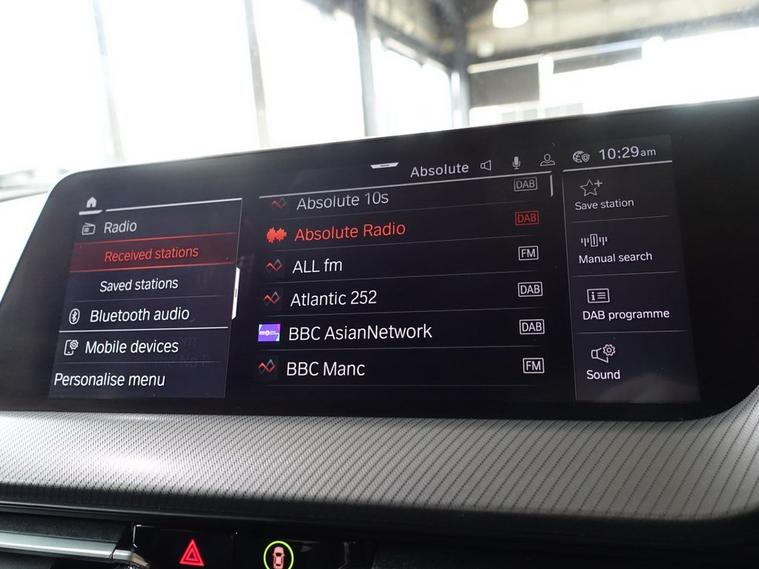 Absolute
10:29am
Radio
Received stations
Saved stations
Bluetooth audio
Mobile devices
Personalise menu
Absolute 10s DAB
Absolute Radio DAB
ALL fm FM
Atlantic 252 DAB
BBC AsianNetwork DAB
BBC Manc FM
Save station
Manual search
DAB programme
Sound